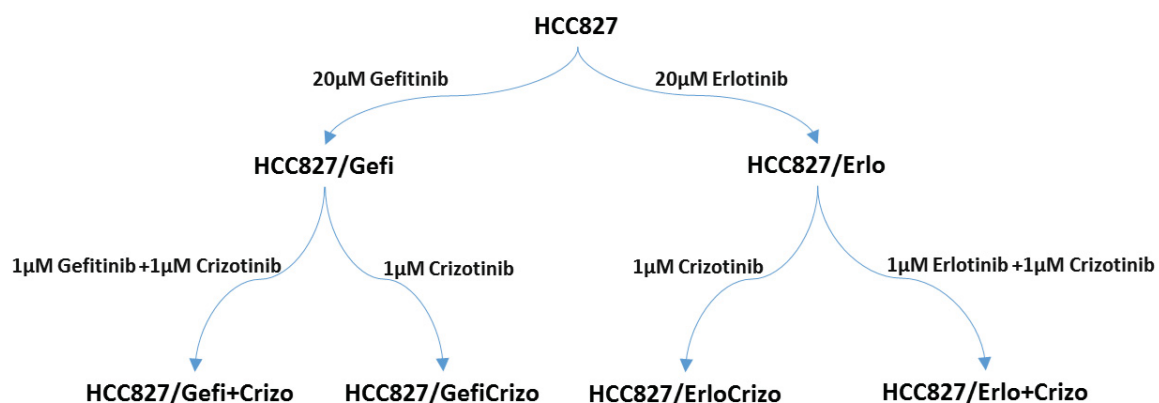 HCC827
20μM Gefitinib
20μM Erlotinib
HCC827/Gefi
HCC827/Erlo
1μM Gefitinib +1μM Crizotinib
1μM Crizotinib
1μM Crizotinib
1μM Erlotinib +1μM Crizotinib
HCC827/Gefi+Crizo
HCC827/GefiCrizo
HCC827/ErloCrizo
HCC827/Erlo+Crizo